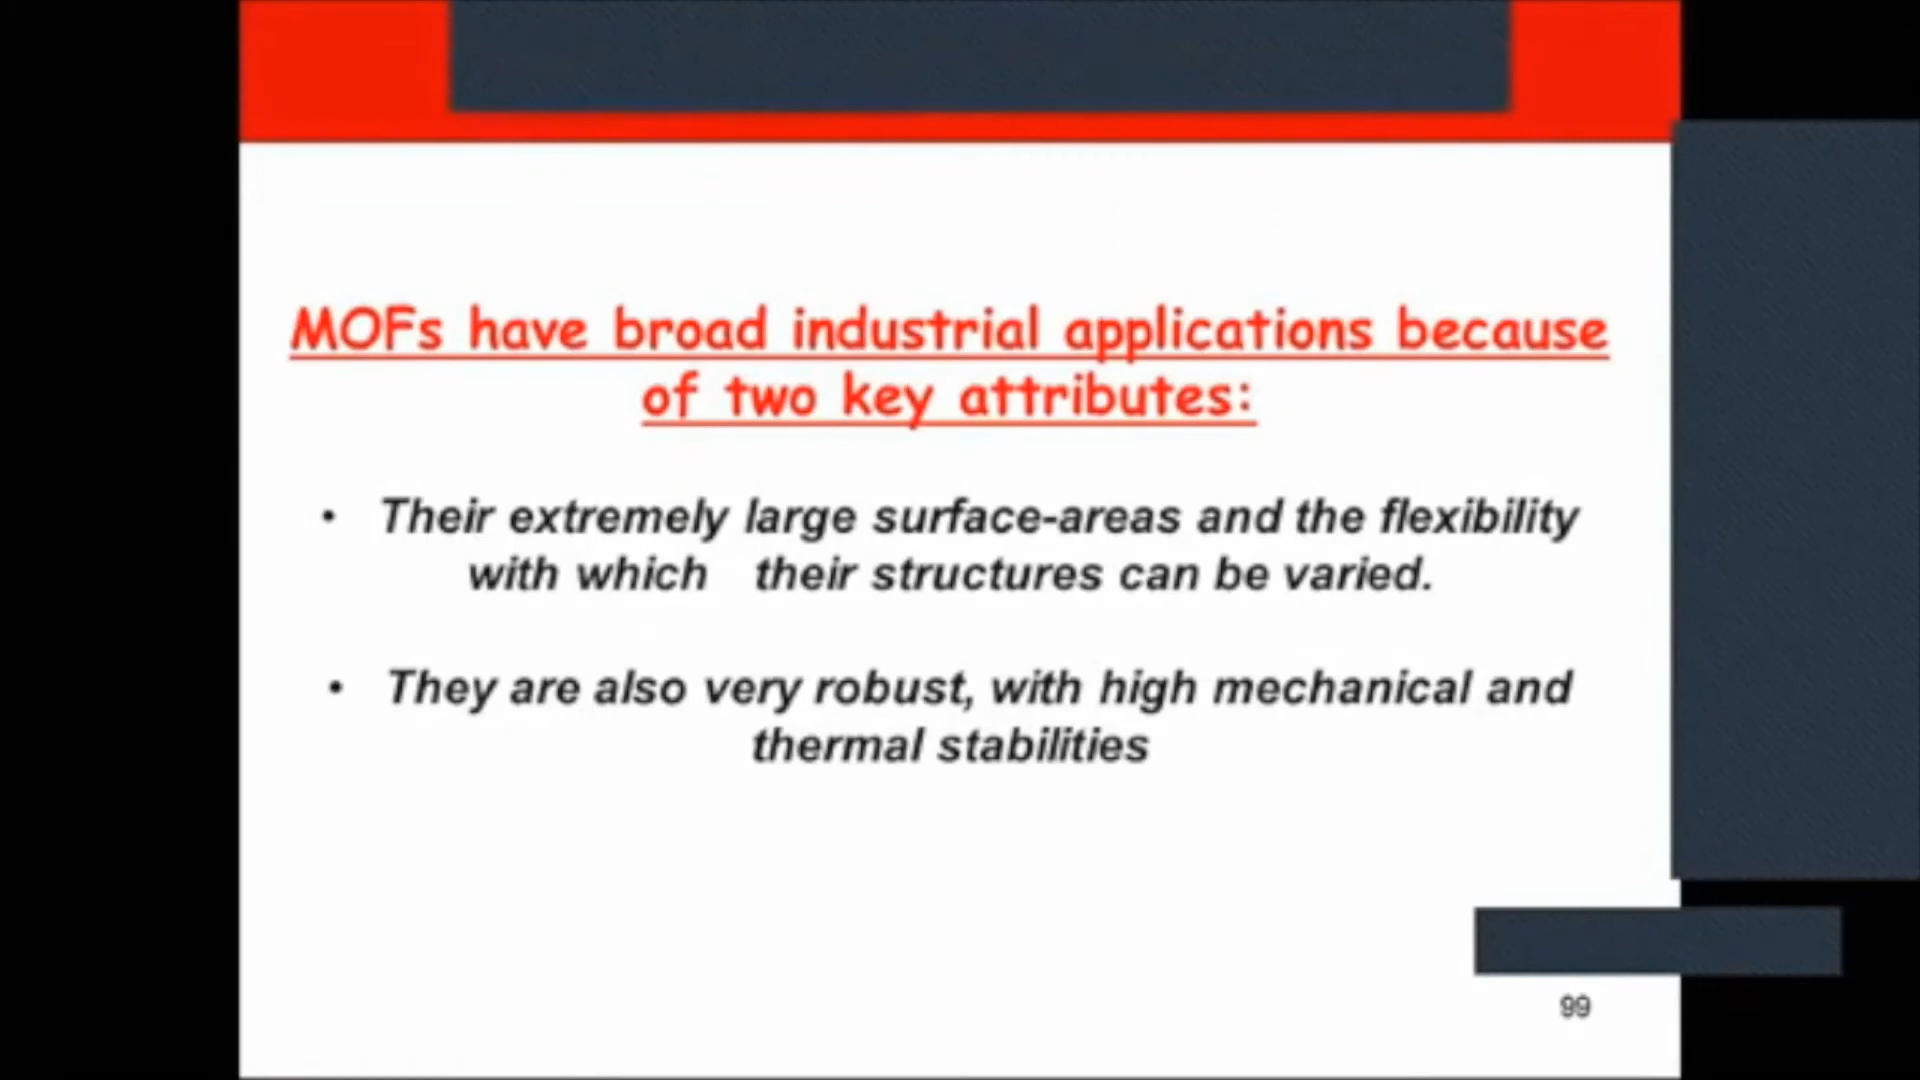 MOFs have broad industrial applications because
of two key attributes:
• Their extremely large surface-areas and the flexibility
with which their structures can be varied.
• They are also very robust, with high mechanical and
thermal stabilities
99